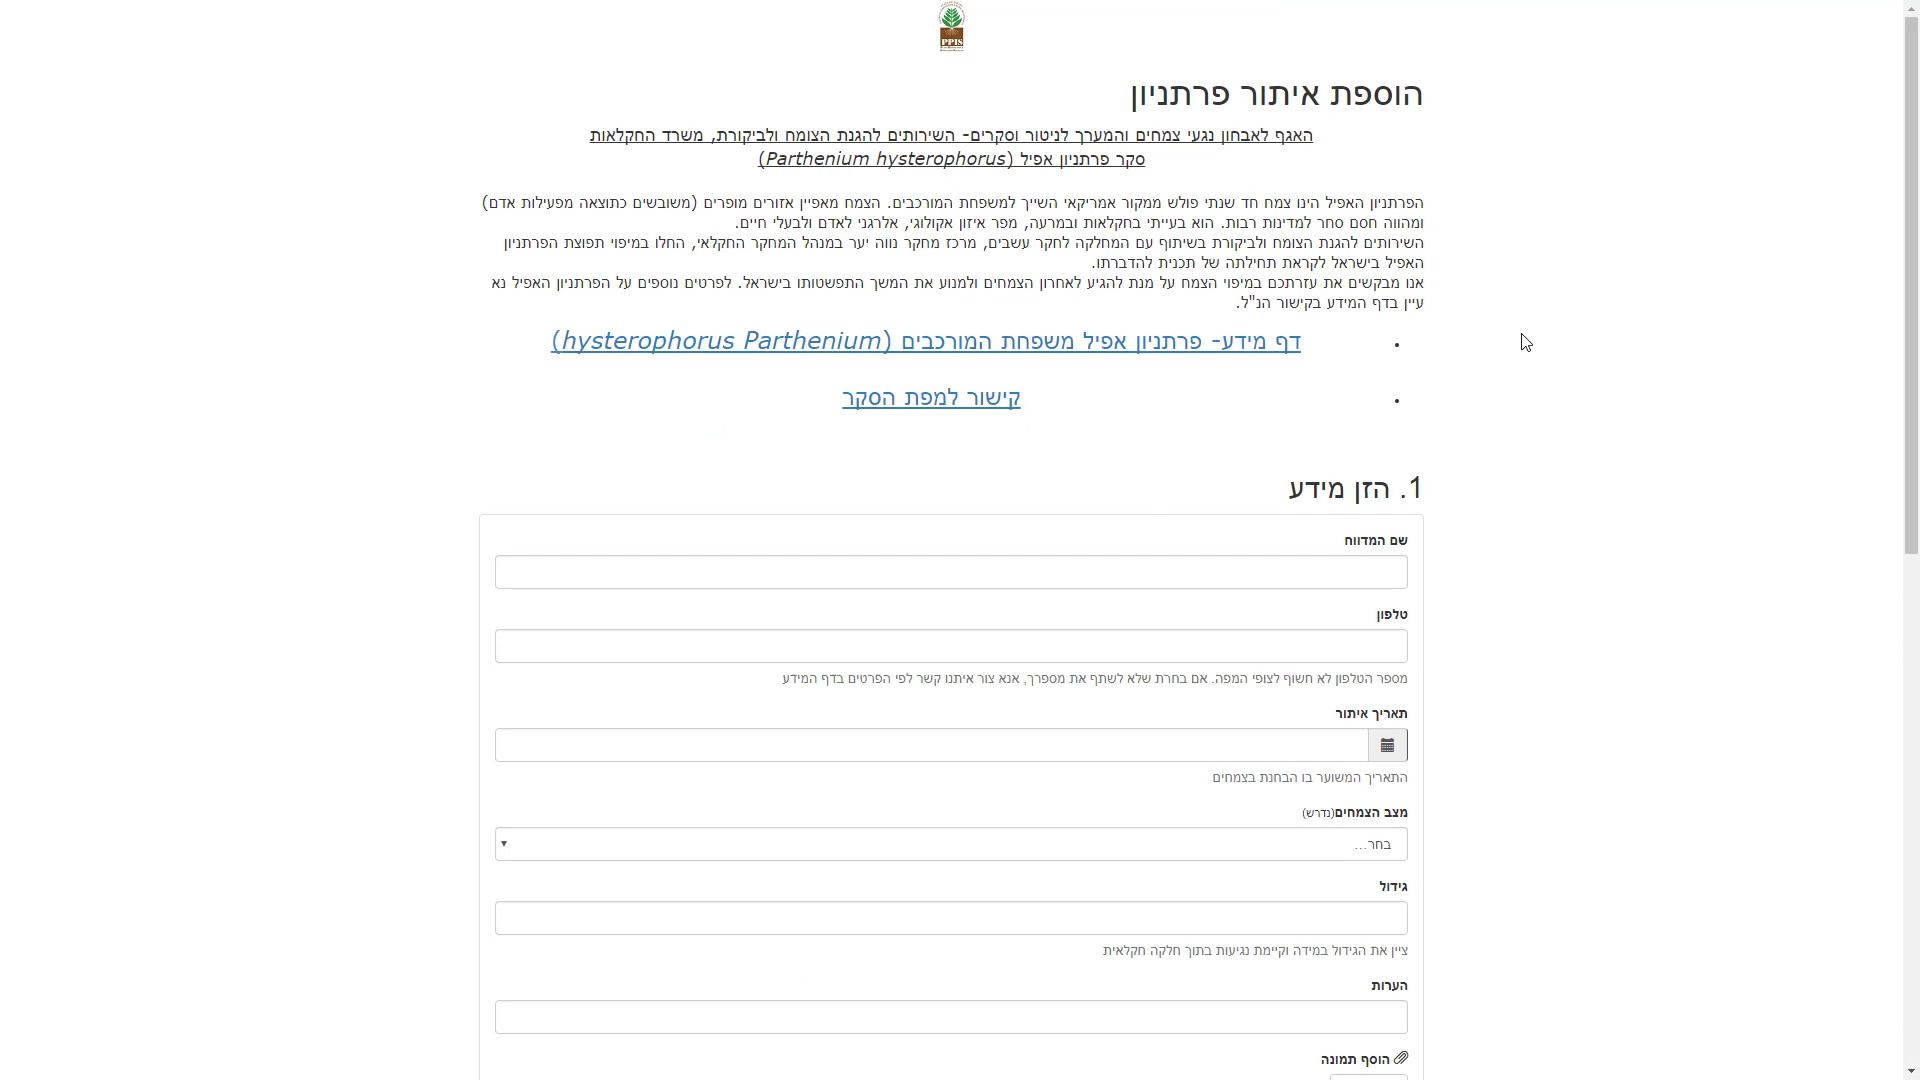 PPIS
הוספת איתור פרתניון
האגף לאבחון נגעי צמחים והמערך לניטור וסקרים- השירותים להגנת הצומח ולביקורת, משרד החקלאות
סקר פרתניון אפיל (Parthenium hysterophorus)
הפרתניון האפיל הינו צמח חד שנתי פולש ממקור אמריקאי השייך למשפחת המורכבים. הצמח מאפיין אזורים מופרים (משובשים כתוצאה מפעילות אדם)
ומהווה חסם סחר למדינות רבות. הוא בעייתי בחקלאות ובמרעה, מפר איזון אקולוגי, אלרגני לאדם ולבעלי חיים.
השירותים להגנת הצומח ולביקורת בשיתוף עם המחלקה לחקר עשבים, מרכז מחקר נווה יער במנהל המחקר החקלאי, החלו במיפוי תפוצת הפרתניון
האפיל בישראל לקראת תחילתה של תכנית להדברתו.
אנו מבקשים את עזרתכם במיפוי הצמח על מנת להגיע לאחרון הצמחים ולמנוע את המשך התפשטותו בישראל. לפרטים נוספים על הפרתניון האפיל נא
עיין בדף המידע בקישור הנ"ל.
• דף מידע- פרתניון אפיל משפחת המורכבים (hysterophorus Parthenium)
• קישור למפת הסקר
1. הזן מידע
שם המדווח
טלפון
מספר הטלפון לא חשוף לצופי המפה. אם בחרת שלא לשתף את מספרך, אנא צור איתנו קשר לפי הפרטים בדף המידע
תאריך איתור
התאריך המשוער בו הבחנת בצמחים
מצב הצמחים(נדרש)
בחר...
גידול
ציין את הגידול במידה וקיימת נגיעות בתוך חלקה חקלאית
הערות
הוסף תמונה